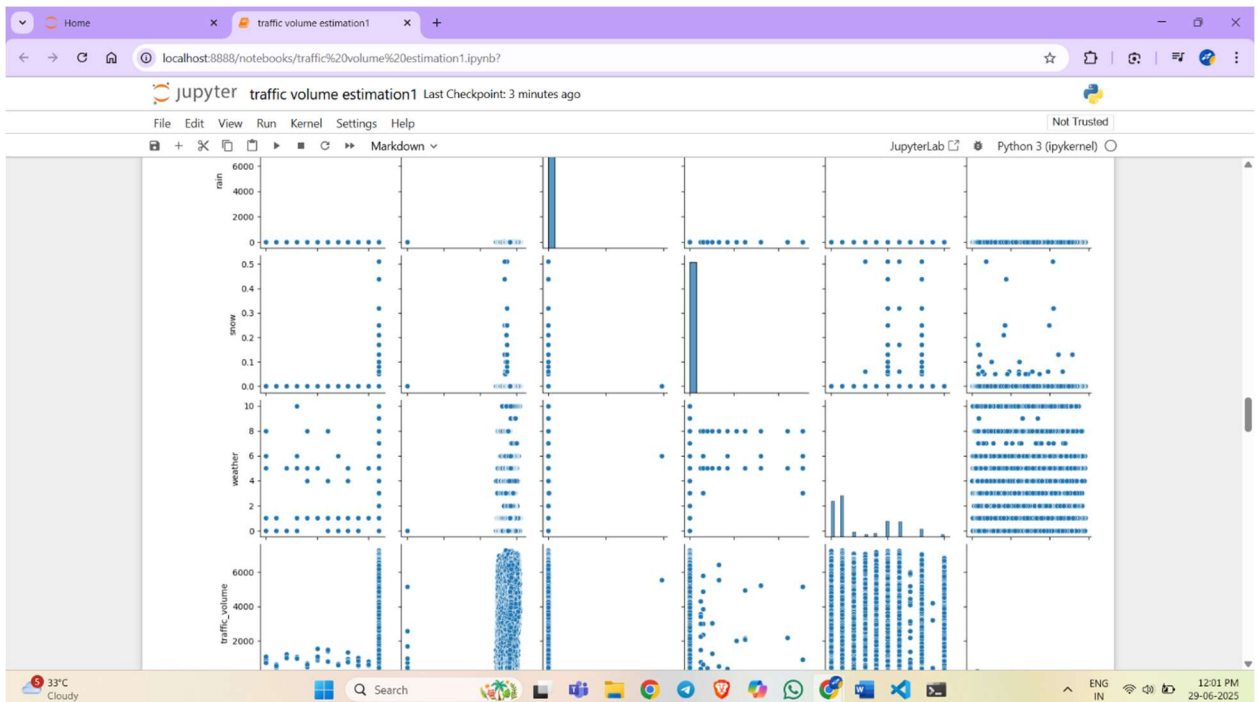 Home
traffic volume estimation1
localhost:8888/notebooks/traffic%20volume%20estimation1.ipynb?
jupyter traffic volume estimation1 Last Checkpoint: 3 minutes ago
File Edit View Run Kernel Settings Help
Not Trusted
Markdown
JupyterLab
Python 3 (ipykernel)
6000
4000
2000
0
rain
0.5
0.4
0.3
0.2
0.1
0.0
snow
10
8
6
4
2
0
weather
6000
4000
2000
traffic_volume
5
33°C
Cloudy
Search
ENG
IN
12:01 PM
29-06-2025